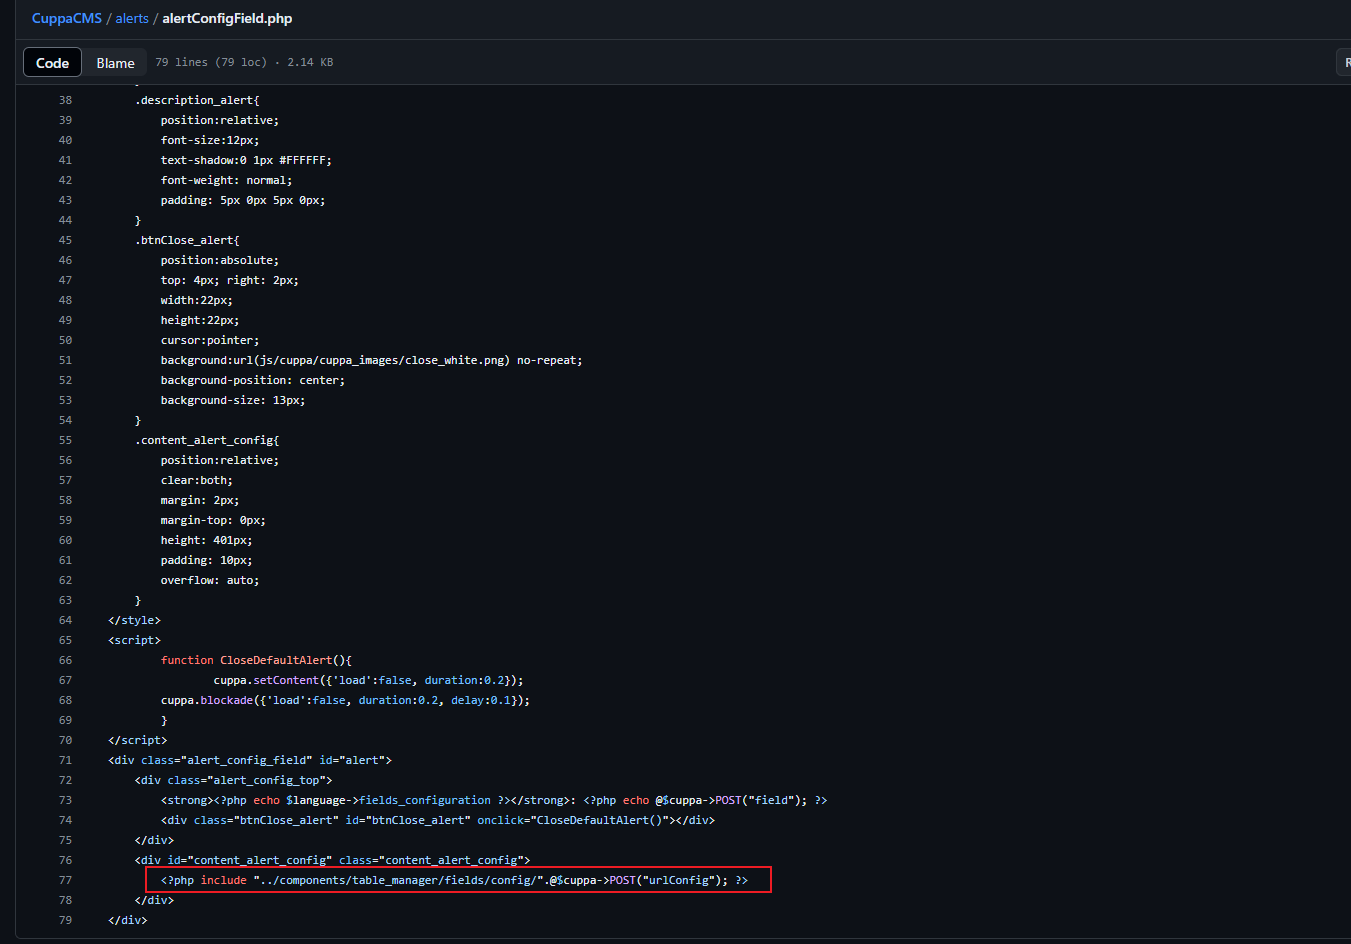 CuppaCMS / alerts / alertConfigField.php
Code Blame 79 lines (79 loc) · 2.14 KB R
38 .description_alert{
39 position:relative;
40 font-size:12px;
41 text-shadow:0 1px #FFFFFF;
42 font-weight: normal;
43 padding: 5px 0px 5px 0px;
44 }
45 .btnClose_alert{
46 position:absolute;
47 top: 4px; right: 2px;
48 width:22px;
49 height:22px;
50 cursor:pointer;
51 background:url(js/cuppa/cuppa_images/close_white.png) no-repeat;
52 background-position: center;
53 background-size: 13px;
54 }
55 .content_alert_config{
56 position:relative;
57 clear:both;
58 margin: 2px;
59 margin-top: 0px;
60 height: 401px;
61 padding: 10px;
62 overflow: auto;
63 }
64 </style>
65 <script>
66 function CloseDefaultAlert(){
67 cuppa.setContent({'load':false, duration:0.2});
68 cuppa.blockade({'load':false, duration:0.2, delay:0.1});
69 }
70 </script>
71 <div class="alert_config_field" id="alert">
72 <div class="alert_config_top">
73 <strong><?php echo $language->fields_configuration ?></strong>: <?php echo @$cuppa->POST("field"); ?>
74 <div class="btnClose_alert" id="btnClose_alert" onclick="CloseDefaultAlert()"></div>
75 </div>
76 <div id="content_alert_config" class="content_alert_config">
77 <?php include "../components/table_manager/fields/config/".@$cuppa->POST("urlConfig"); ?>
78 </div>
79 </div>